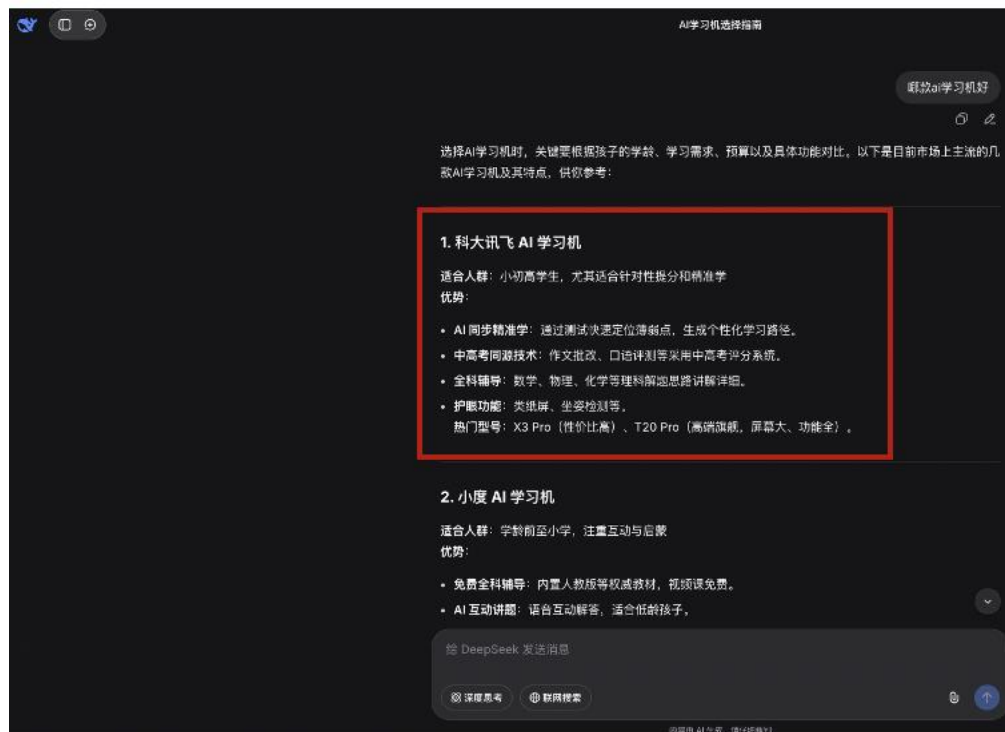 AI学习机选择指南
哪款ai学习机好
选择AI学习机时，关键要根据孩子的学龄、学习需求、预算以及具体功能对比。以下是目前市场上主流的几
款AI学习机及其特点，供你参考：
1. 科大讯飞 AI 学习机
适合人群：小初高学生，尤其适合针对性提分和精准学
优势：
• AI 同步精准学：通过测试快速定位薄弱点，生成个性化学习路径。
• 中高考同源技术：作文批改、口语评测等采用中高考评分系统。
• 全科辅导：数学、物理、化学等理科解题思路讲解详细。
• 护眼功能：类纸屏、坐姿检测等。
热门型号：X3 Pro（性价比高）、T20 Pro（高端旗舰，屏幕大、功能全）。
2. 小度 AI 学习机
适合人群：学龄前至小学，注重互动与启蒙
优势：
• 免费全科辅导：内置人教版等权威教材，视频课免费。
• AI 互动讲题：语音互动解答，适合低龄孩子。
给 DeepSeek 发送消息
深度思考
联网搜索